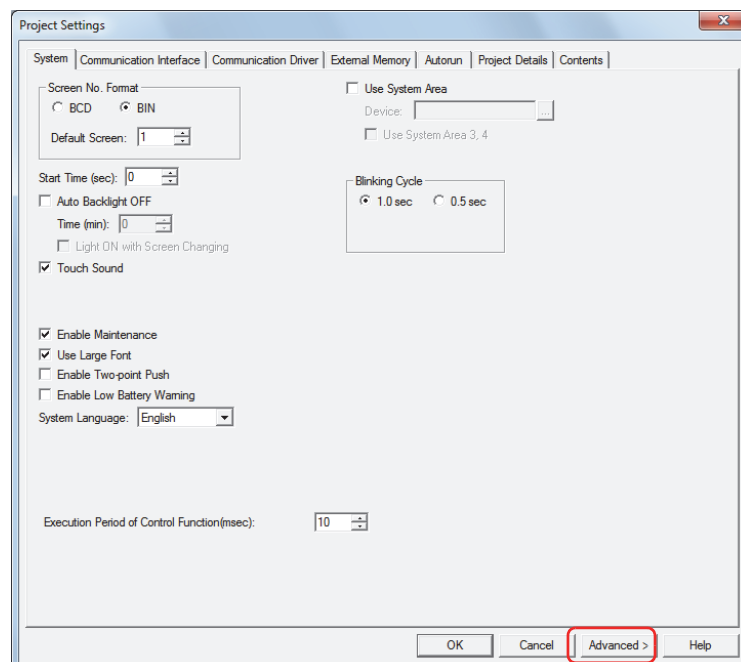 Project Settings
X
System Communication Interface Communication Driver External Memory Autorun Project Details Contents
Screen No. Format
BCD BIN
Default Screen: 1
Start Time (sec): 0
Auto Backlight OFF
Time (min): 0
Light ON with Screen Changing
Touch Sound
Enable Maintenance
Use Large Font
Enable Two-point Push
Enable Low Battery Warning
System Language: English
Execution Period of Control Function(msec): 10
Use System Area
Device: ...
Use System Area 3, 4
Blinking Cycle
1.0 sec 0.5 sec
OK Cancel Advanced > Help